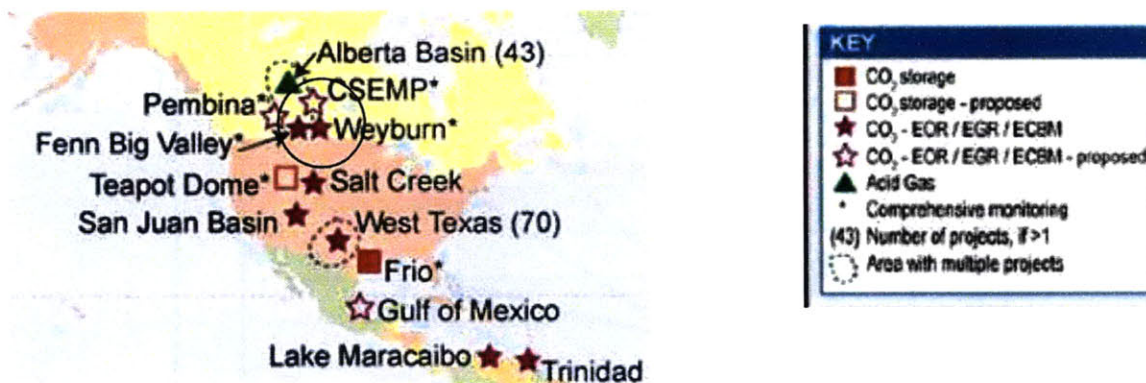 Alberta Basin (43)
CSEMP*
Pembina*
Weyburn*
Fenn Big Valley*
Teapot Dome*
Salt Creek
San Juan Basin
West Texas (70)
Frio*
Gulf of Mexico
Lake Maracaibo
Trinidad
KEY
CO₂ storage
CO₂ storage - proposed
CO₂ - EOR / EGR / ECBM
CO₂ - EOR / EGR / ECBM - proposed
Acid Gas
* Comprehensive monitoring
(43) Number of projects, if >1
Area with multiple projects